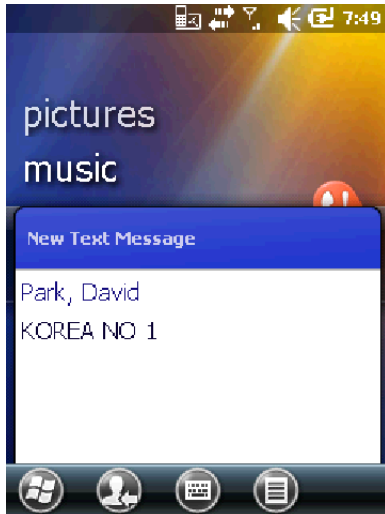 7:49
pictures
music
New Text Message
Park, David
KOREA NO 1